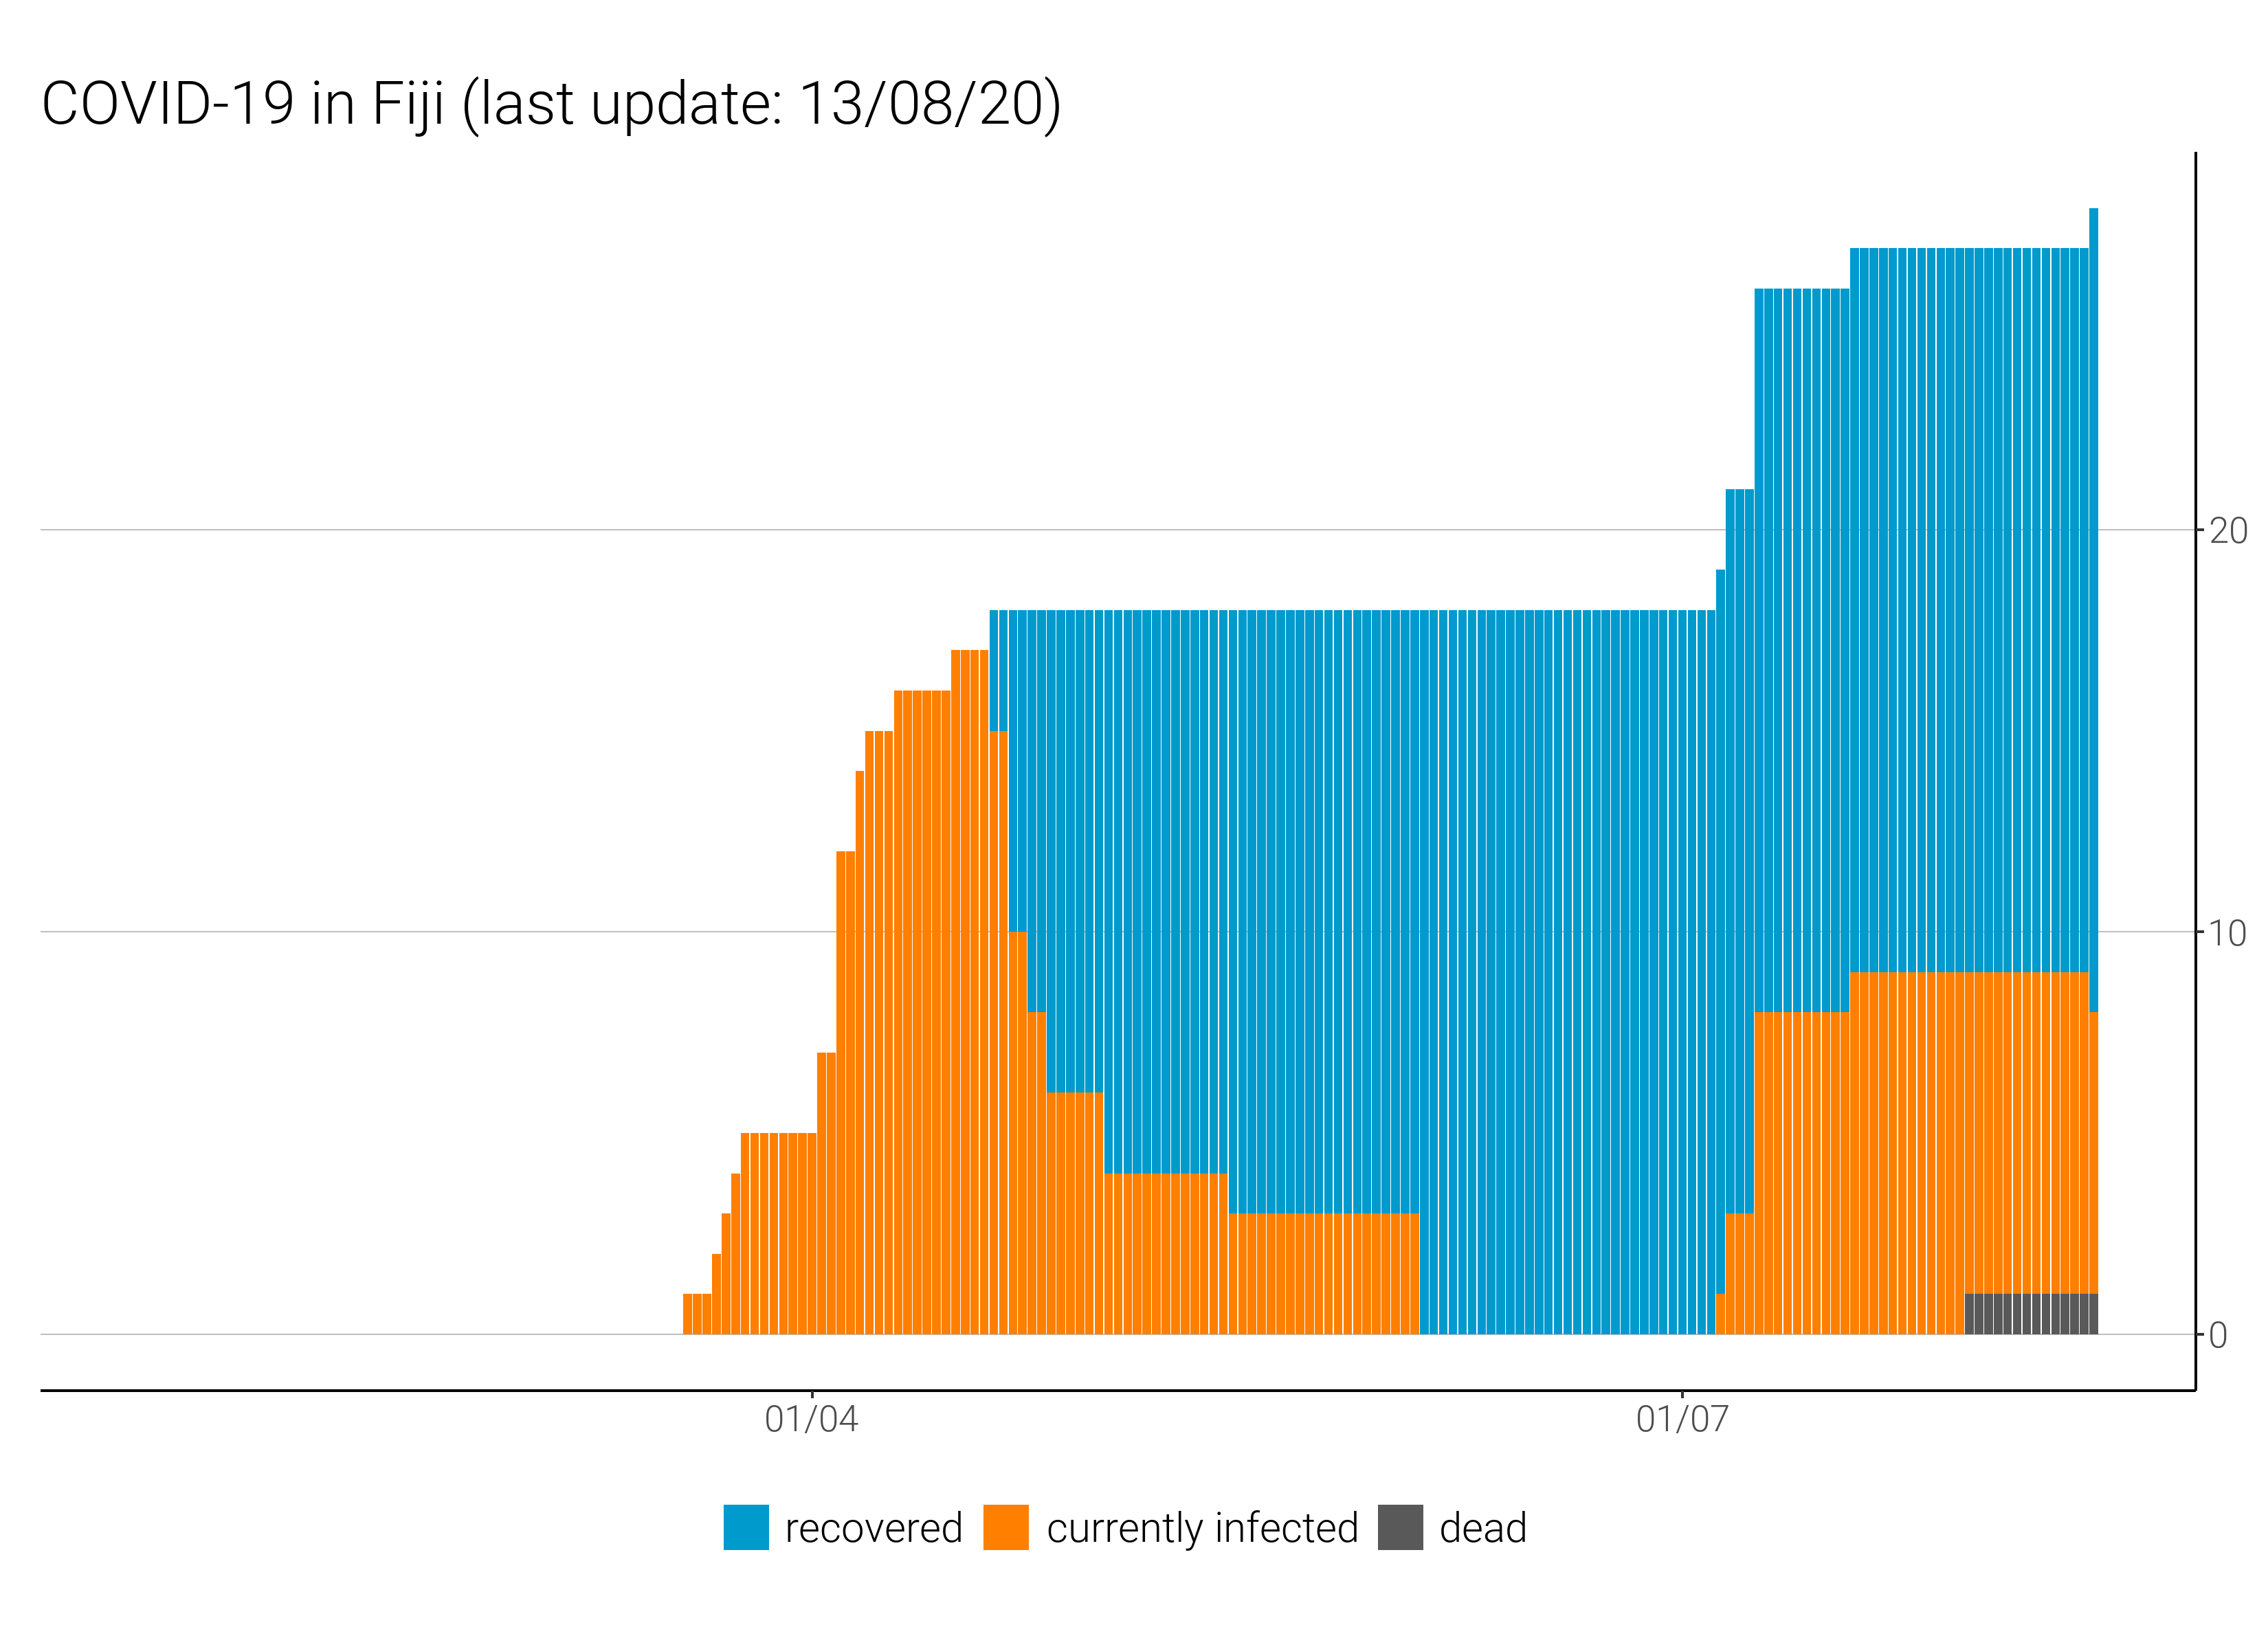 COVID-19 in Fiji (last update: 13/08/20)
20
10
0
01/04 01/07
recovered currently infected dead